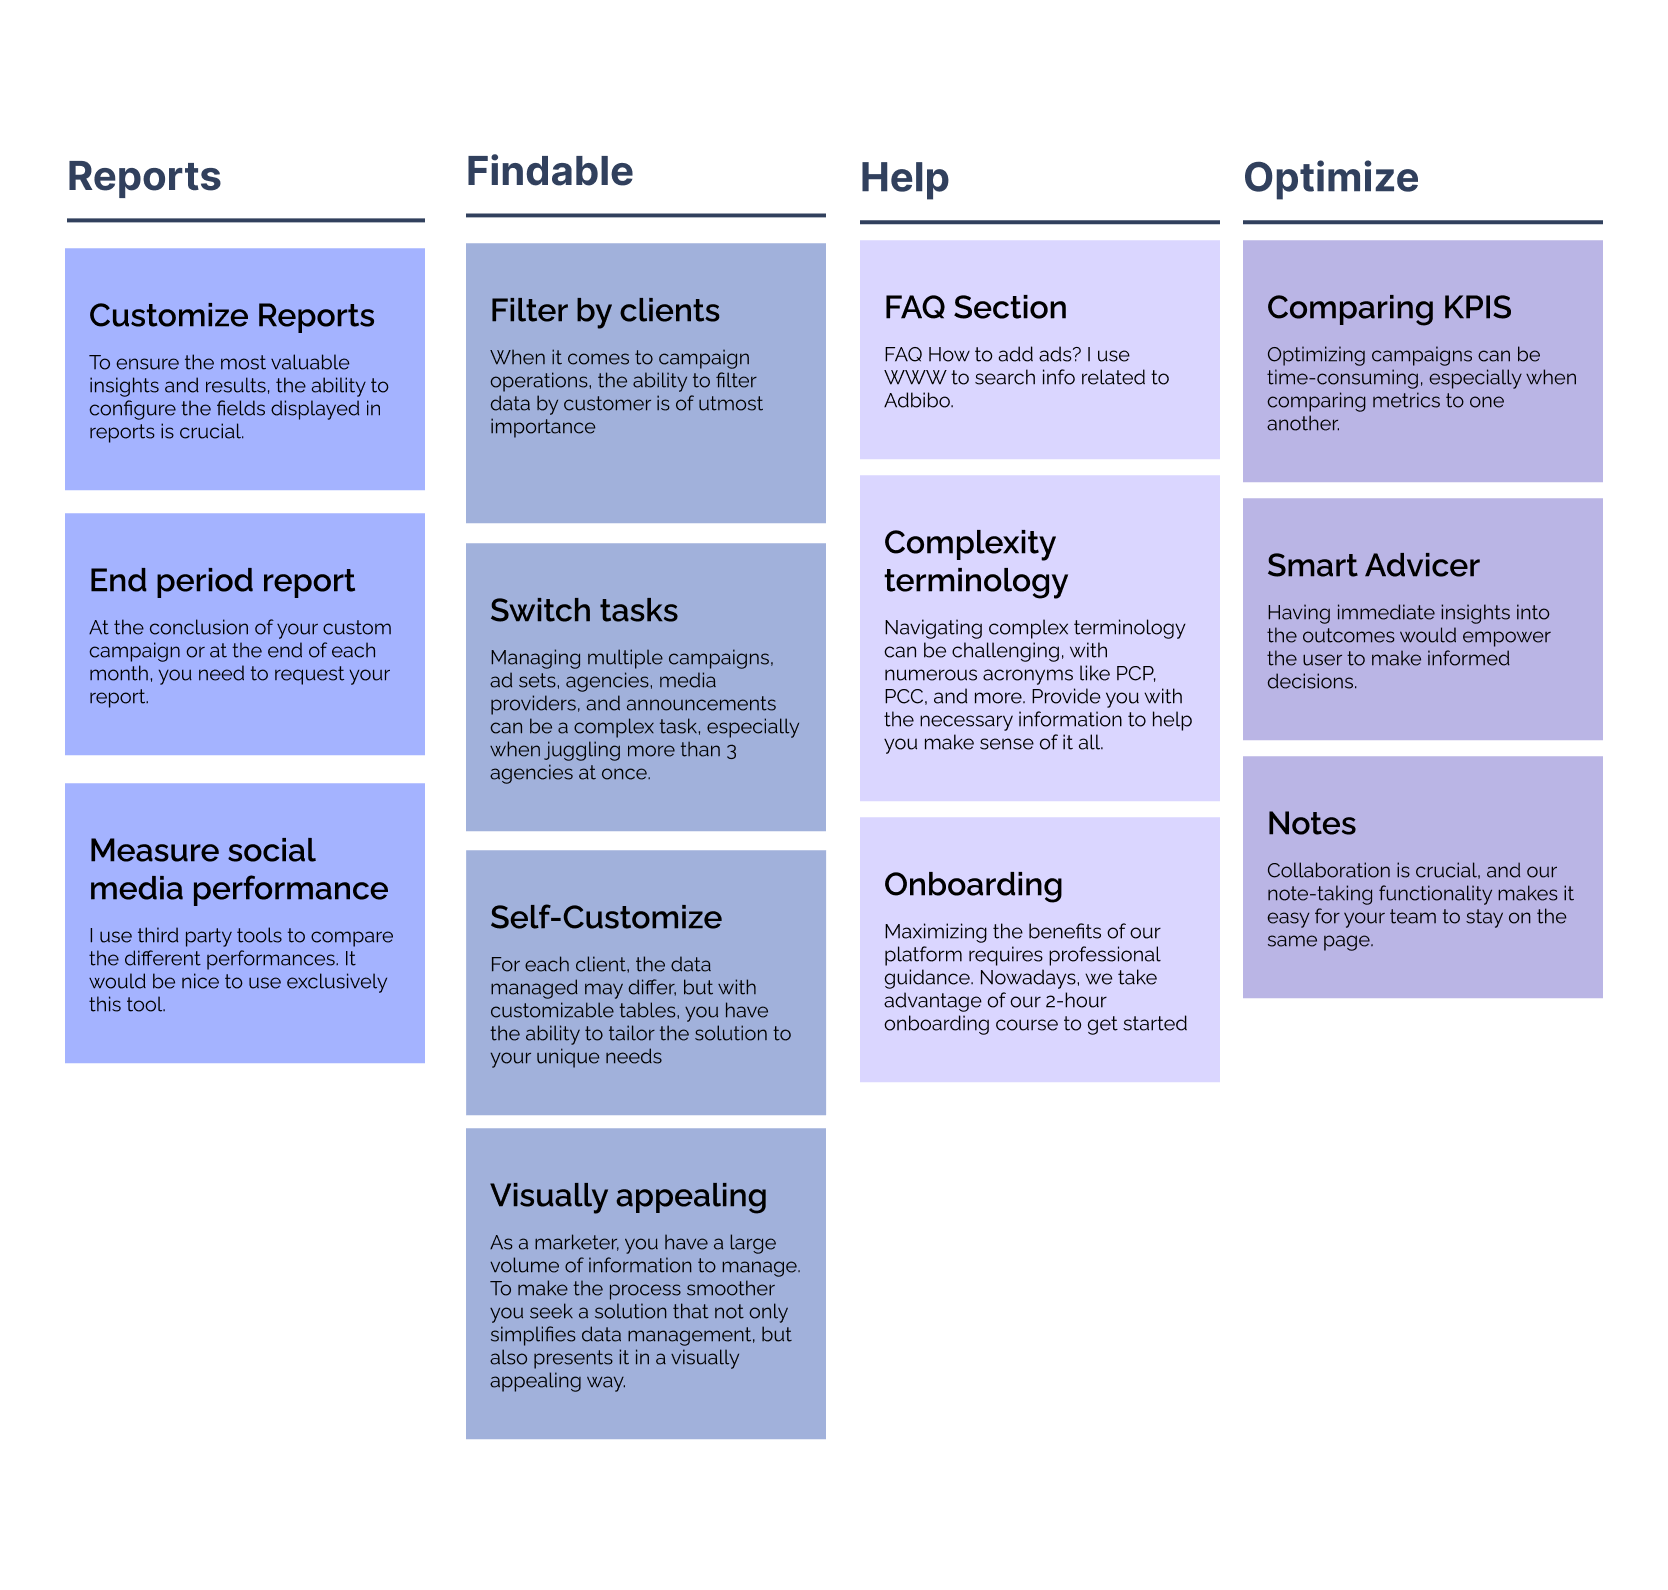 Reports
Customize Reports
To ensure the most valuable
insights and results, the ability to
configure the fields displayed in
reports is crucial.
End period report
At the conclusion of your custom
campaign or at the end of each
month, you need to request your
report.
Measure social
media performance
I use third party tools to compare
the different performances. It
would be nice to use exclusively
this tool.
Findable
Filter by clients
When it comes to campaign
operations, the ability to filter
data by customer is of utmost
importance
Switch tasks
Managing multiple campaigns,
ad sets, agencies, media
providers, and announcements
can be a complex task, especially
when juggling more than 3
agencies at once.
Self-Customize
For each client, the data
managed may differ, but with
customizable tables, you have
the ability to tailor the solution to
your unique needs
Visually appealing
As a marketer, you have a large
volume of information to manage.
To make the process smoother
you seek a solution that not only
simplifies data management, but
also presents it in a visually
appealing way.
Help
FAQ Section
FAQ How to add ads? I use
WWW to search info related to
Adbibo.
Complexity
terminology
Navigating complex terminology
can be challenging, with
numerous acronyms like PCP,
PCC, and more. Provide you with
the necessary information to help
you make sense of it all.
Onboarding
Maximizing the benefits of our
platform requires professional
guidance. Nowadays, we take
advantage of our 2-hour
onboarding course to get started
Optimize
Comparing KPIS
Optimizing campaigns can be
time-consuming, especially when
comparing metrics to one
another.
Smart Advicer
Having immediate insights into
the outcomes would empower
the user to make informed
decisions.
Notes
Collaboration is crucial, and our
note-taking functionality makes it
easy for your team to stay on the
same page.